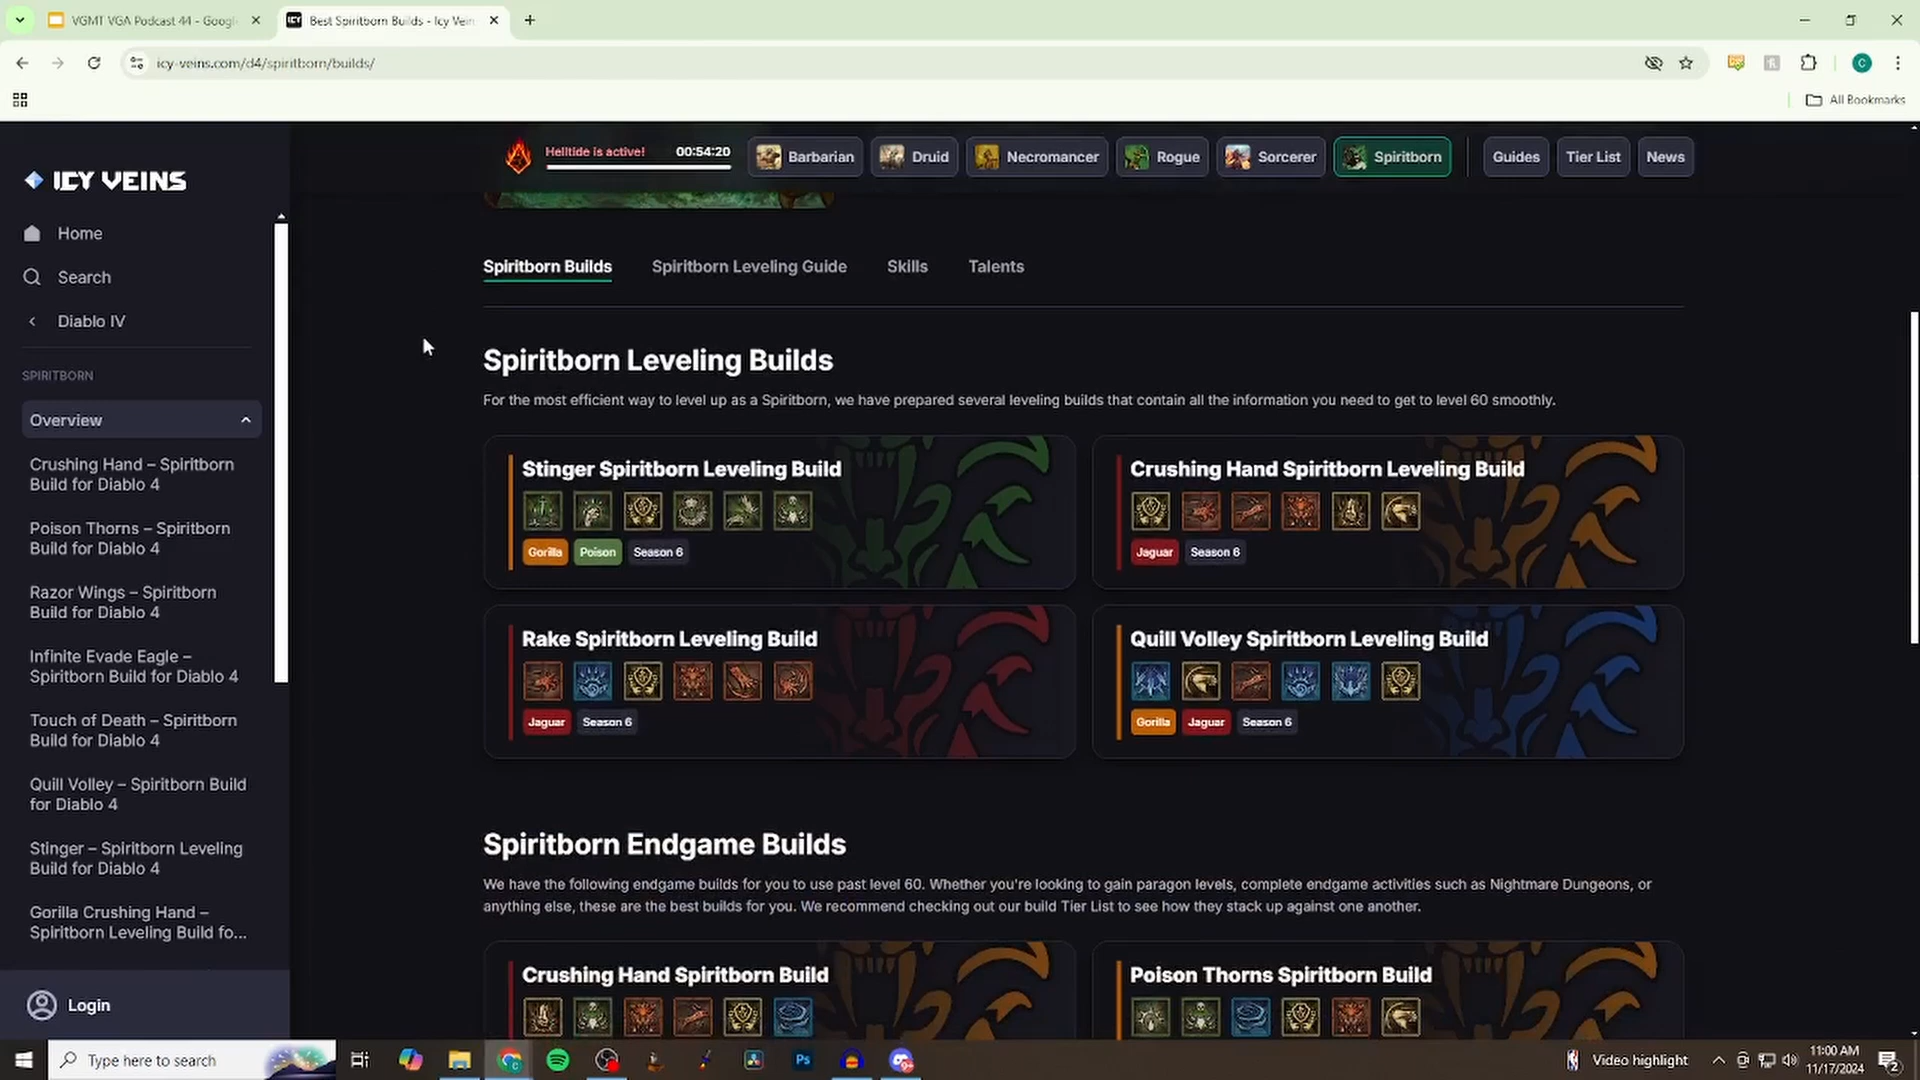 VGMT VGA Podcast 44 - Googl
Best Spiritborn Builds - Icy Vein
icy-veins.com/d4/spiritborn/builds/
C
All Bookmarks
ICY VEINS
Home
Search
Diablo IV
SPIRITBORN
Overview
Crushing Hand – Spiritborn
Build for Diablo 4
Poison Thorns – Spiritborn
Build for Diablo 4
Razor Wings – Spiritborn
Build for Diablo 4
Infinite Evade Eagle –
Spiritborn Build for Diablo 4
Touch of Death – Spiritborn
Build for Diablo 4
Quill Volley – Spiritborn Build
for Diablo 4
Stinger – Spiritborn Leveling
Build for Diablo 4
Gorilla Crushing Hand –
Spiritborn Leveling Build fo...
Login
Helltide is active! 00:54:20
Barbarian Druid Necromancer Rogue Sorcerer Spiritborn Guides Tier List News
Spiritborn Builds Spiritborn Leveling Guide Skills Talents
Spiritborn Leveling Builds
For the most efficient way to level up as a Spiritborn, we have prepared several leveling builds that contain all the information you need to get to level 60 smoothly.
Stinger Spiritborn Leveling Build
Gorilla Poison Season 6
Crushing Hand Spiritborn Leveling Build
Jaguar Season 6
Rake Spiritborn Leveling Build
Jaguar Season 6
Quill Volley Spiritborn Leveling Build
Gorilla Jaguar Season 6
Spiritborn Endgame Builds
We have the following endgame builds for you to use past level 60. Whether you're looking to gain paragon levels, complete endgame activities such as Nightmare Dungeons, or
anything else, these are the best builds for you. We recommend checking out our build Tier List to see how they stack up against one another.
Crushing Hand Spiritborn Build
Poison Thorns Spiritborn Build
Type here to search
Ps
Video highlight
11:00 AM
11/17/2024
2